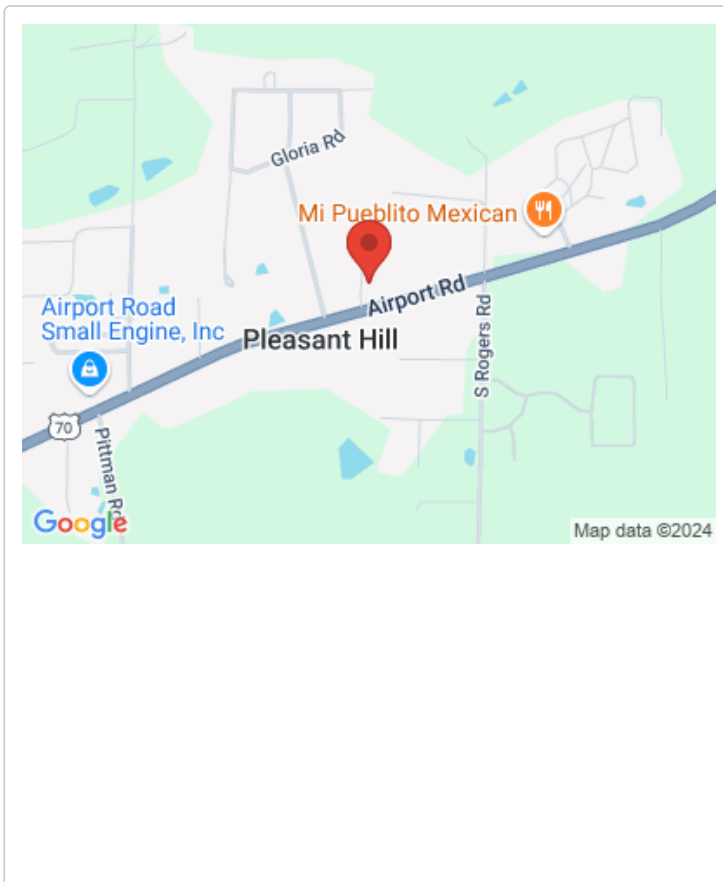 Gloria Rd
Mi Pueblito Mexican
Airport Rd
Airport Road
Small Engine, Inc
Pleasant Hill
S Rogers Rd
70
Pittman Rd
Google
Map data ©2024